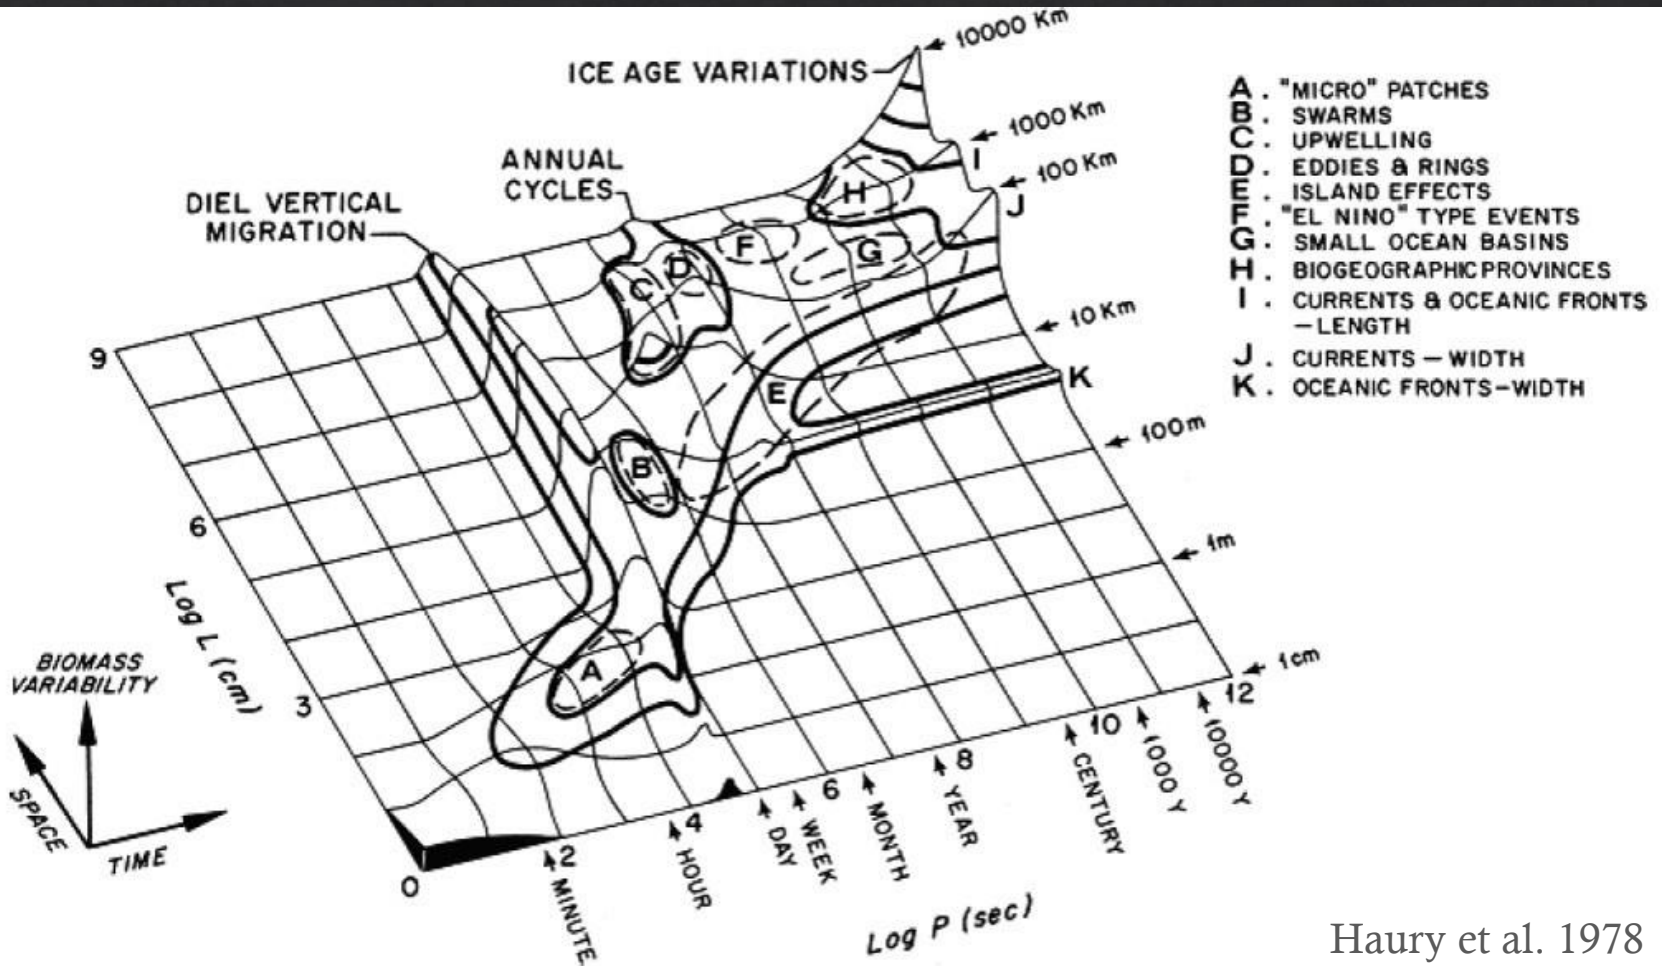 10000 Km
ICE AGE VARIATIONS
1000 Km
I
100 Km
J
ANNUAL
CYCLES
DIEL VERTICAL
MIGRATION
H
F
G
D
C
10 Km
E
K
B
100m
9
6
1m
A
3
1cm
12
10
8
6
4
2
0
LOG L (cm)
BIOMASS
VARIABILITY
SPACE
TIME
MINUTE
HOUR
DAY
WEEK
MONTH
YEAR
CENTURY
1000 Y
10000 Y
LOG P (sec)
A. "MICRO" PATCHES
B. SWARMS
C. UPWELLING
D. EDDIES & RINGS
E. ISLAND EFFECTS
F. "EL NINO" TYPE EVENTS
G. SMALL OCEAN BASINS
H. BIOGEOGRAPHIC PROVINCES
I. CURRENTS & OCEANIC FRONTS
-LENGTH
J. CURRENTS - WIDTH
K. OCEANIC FRONTS-WIDTH
Haury et al. 1978